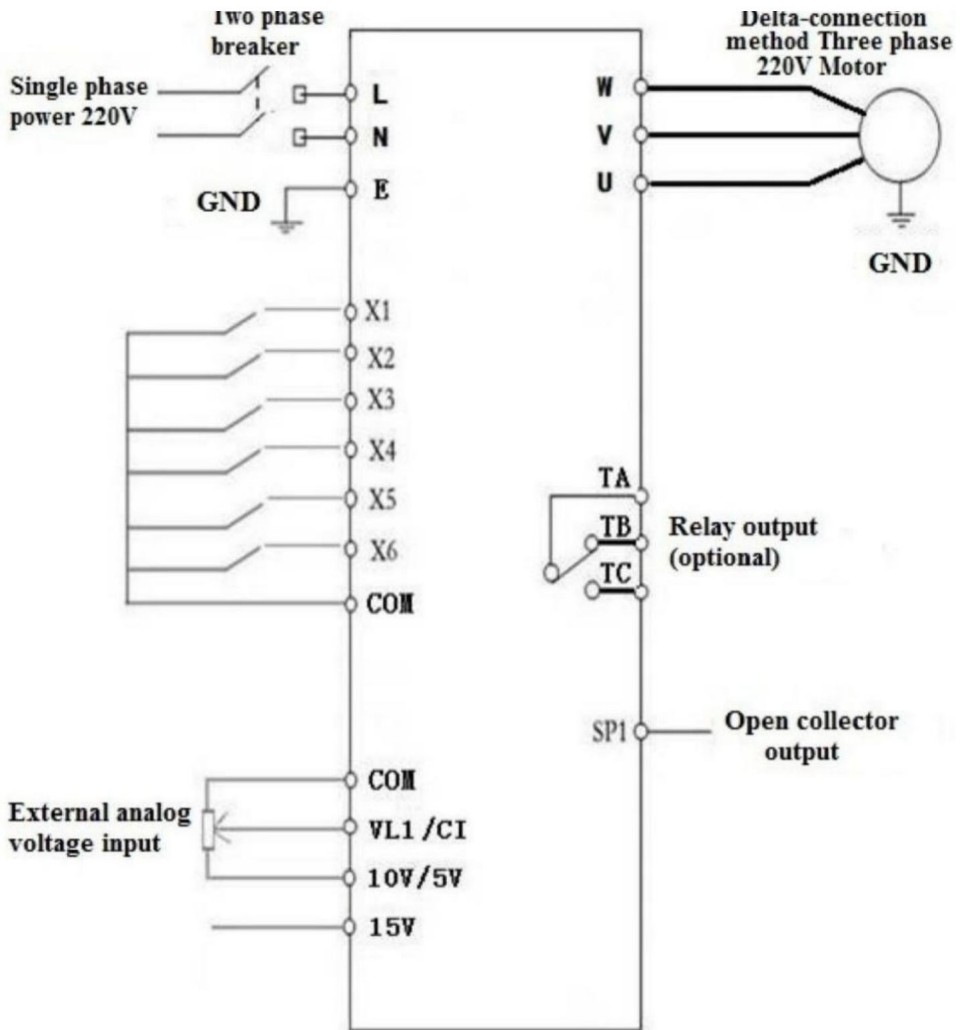 Two phase
breaker
Single phase
power 220V
L
N
E
GND
Delta-connection
method Three phase
220V Motor
W
V
U
GND
X1
X2
X3
X4
X5
X6
COM
TA
TB
TC
Relay output
(optional)
SP1
Open collector
output
External analog
voltage input
COM
VL1/CI
10V/5V
15V